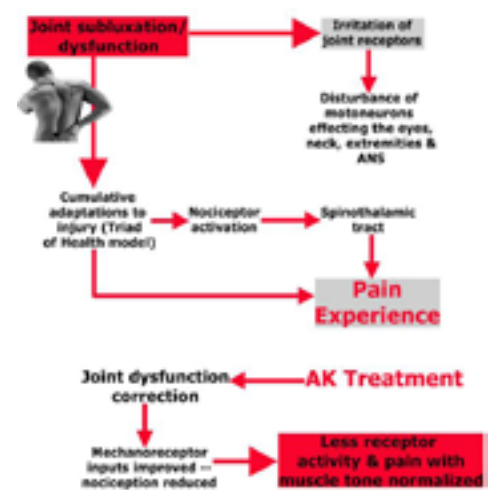 Joint subluxation/
dysfunction
Irritation of
joint receptors
Disturbance of
motoneurons
effecting the eyes,
neck, extremities &
ANS
Cumulative
adaptations to
injury (Triad
of Health model)
Nociceptor
activation
Spinothalamic
tract
Pain
Experience
Joint dysfunction
correction
AK Treatment
Mechanoreceptor
inputs improved --
nociception reduced
Less receptor
activity & pain with
muscle tone normalized